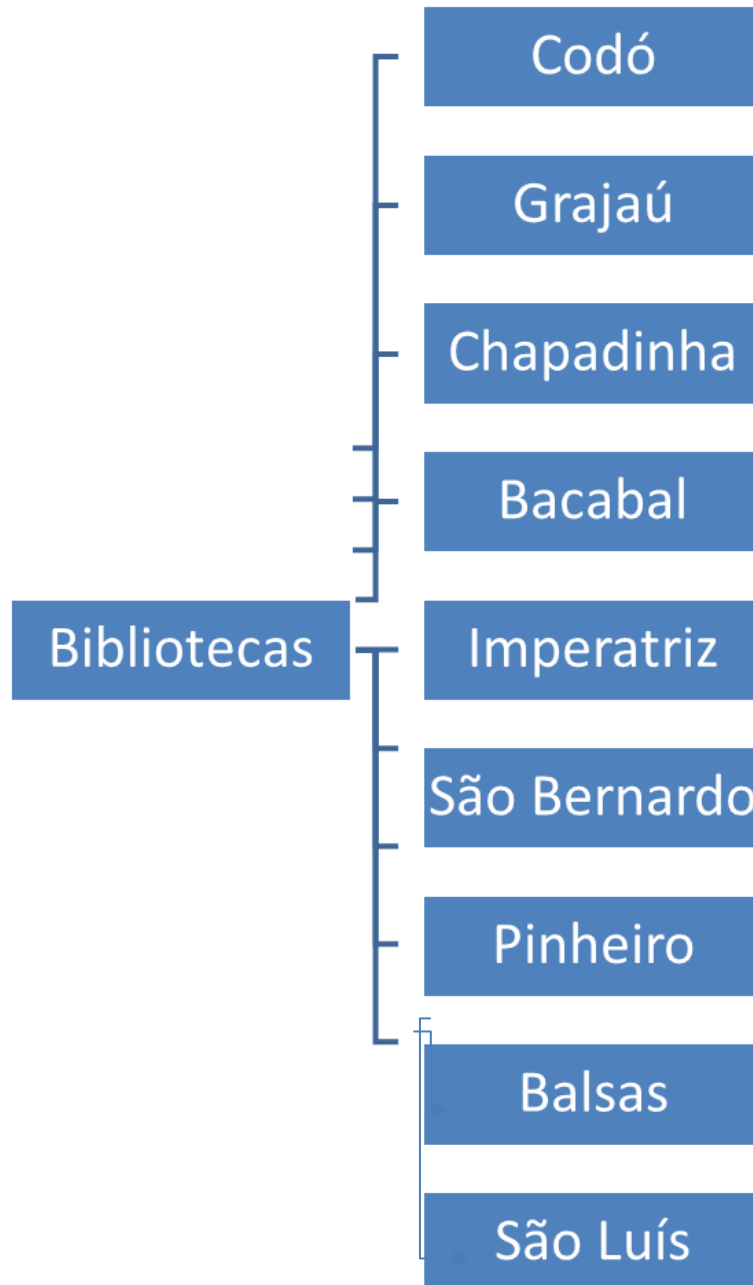 Codó
Grajaú
Chapadinha
Bacabal
Bibliotecas
Imperatriz
São Bernardo
Pinheiro
Balsas
São Luís